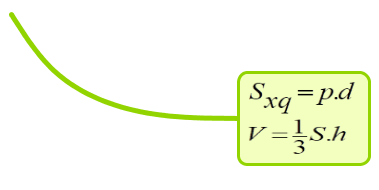 S_xq = p.d
V = 1/3 S.h